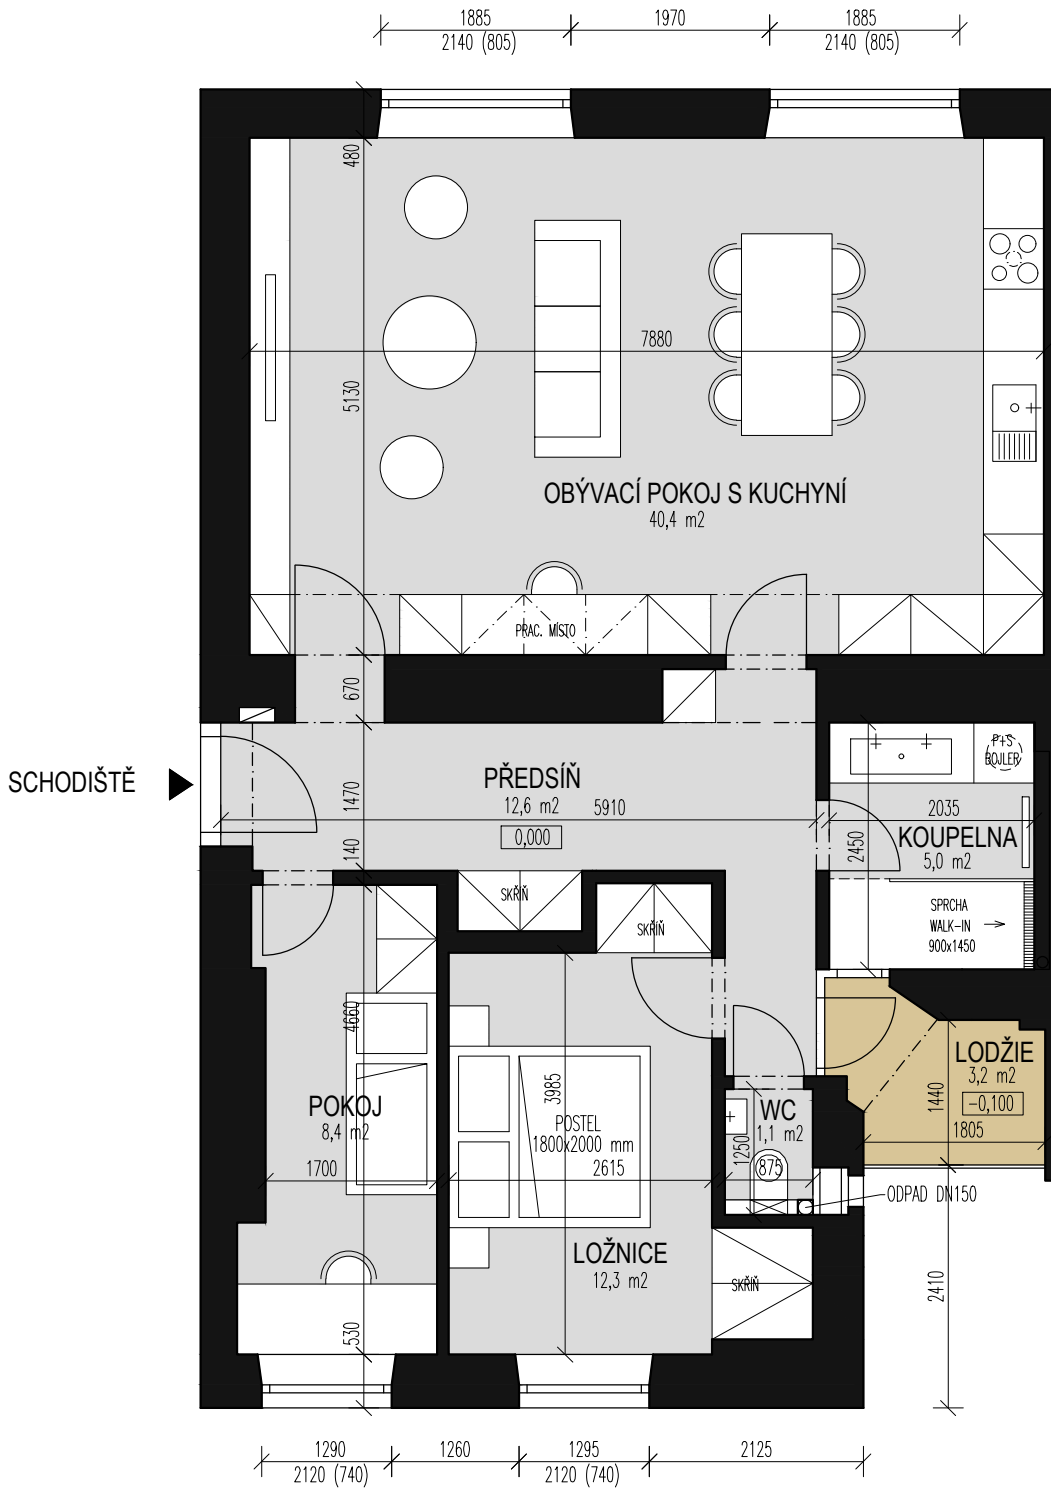 1885
1970
1885
2140 (805)
2140 (805)
480
7880
5130
OBÝVACÍ POKOJ S KUCHYNÍ
40,4 m2
PRAC. MÍSTO
670
SCHODIŠTĚ
PŘEDSÍŇ
12,6 m2
5910
0,000
1470
140
P+S
BOJLER
2035
KOUPELNA
5,0 m2
2450
SPRCHA
WALK-IN
900x1450
SKŘÍŇ
SKŘÍŇ
4660
POKOJ
8,4 m2
1700
3985
POSTEL
1800x2000 mm
2615
LOŽNICE
12,3 m2
WC
1,1 m2
1250
875
LODŽIE
3,2 m2
-0,100
1440
1805
ODPAD DN150
SKŘÍŇ
2410
530
1290
1260
1295
2125
2120 (740)
2120 (740)